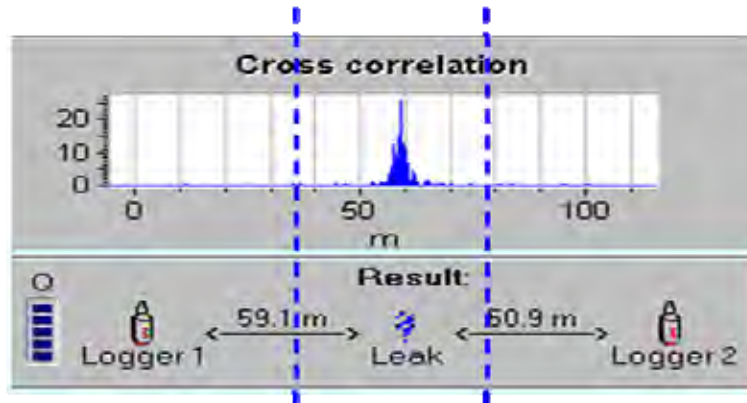 Cross correlation
20
10
0
0 50 100
m
Q Result:
59.1 m 60.9 m
Logger 1 Leak Logger 2